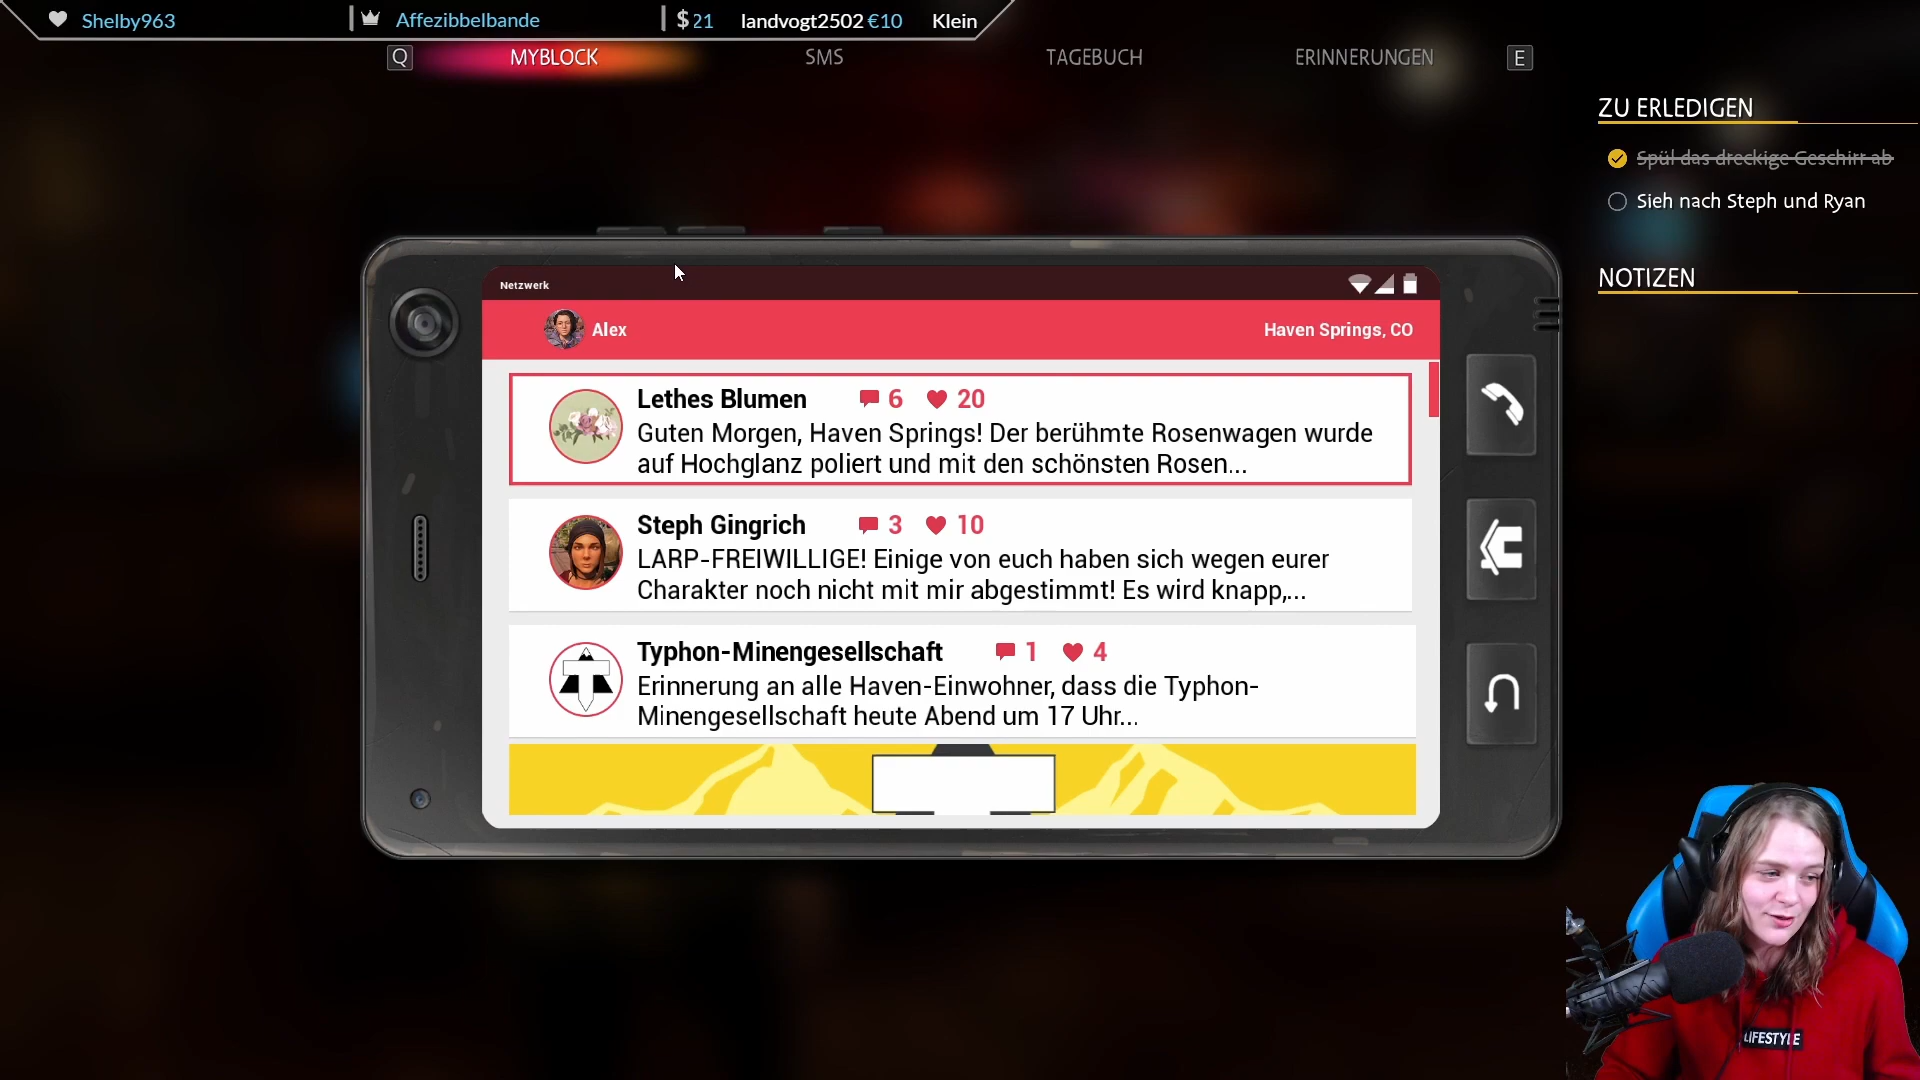 Shelby963
Affezibbelbande
$21 landvogt2502 €10 Klein
Q MYBLOCK SMS TAGEBUCH ERINNERUNGEN E
ZU ERLEDIGEN
Spül das dreckige Geschirr ab
Sieh nach Steph und Ryan
NOTIZEN
Netzwerk
Alex
Haven Springs, CO
Lethes Blumen 6 20
Guten Morgen, Haven Springs! Der berühmte Rosenwagen wurde
auf Hochglanz poliert und mit den schönsten Rosen...
Steph Gingrich 3 10
LARP-FREIWILLIGE! Einige von euch haben sich wegen eurer
Charakter noch nicht mit mir abgestimmt! Es wird knapp,...
Typhon-Minengesellschaft 1 4
Erinnerung an alle Haven-Einwohner, dass die Typhon-
Minengesellschaft heute Abend um 17 Uhr...
LIFESTYLE